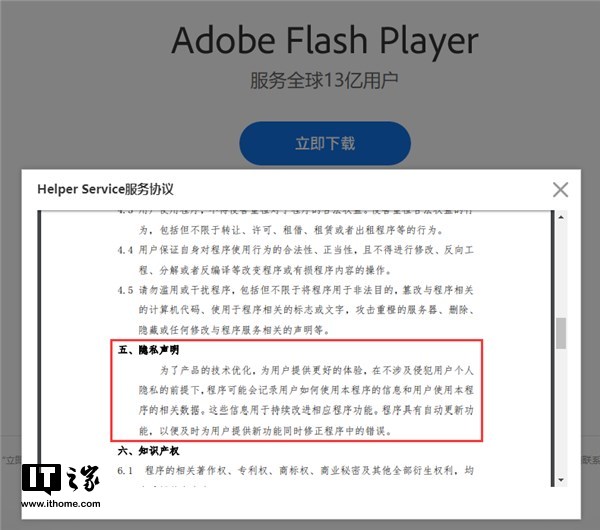 Adobe Flash Player
服务全球13亿用户
立即下载
Helper Service服务协议
为，包括但不限于转让、许可、租借、租赁或者出租程序等的行为。
4.4 用户保证自身对程序使用行为的合法性、正当性，且不得进行修改、反向工
程、分解或者反编译等改变程序或有损程序内容的操作。
4.5 请勿滥用或干扰程序，包括但不限于将程序用于非法目的，篡改与程序相关
的计算机代码、使用于程序相关的标志或文字，攻击重橙的服务器、删除、
隐藏或任何修改与程序服务相关的声明等。
五、隐私声明
为了产品的技术优化，为用户提供更好的体验，在不涉及侵犯用户个人
隐私的前提下，程序可能会记录用户如何使用本程序的信息和用户使用本程
序的相关数据。这些信息用于持续改进相应程序功能。程序具有自动更新功
能，以便及时为用户提供新功能同时修正程序中的错误。
六、知识产权
6.1 程序的相关著作权、专利权、商标权、商业秘密及其他全部衍生权利，均
"立即
联系
IT之家
www.ithome.com